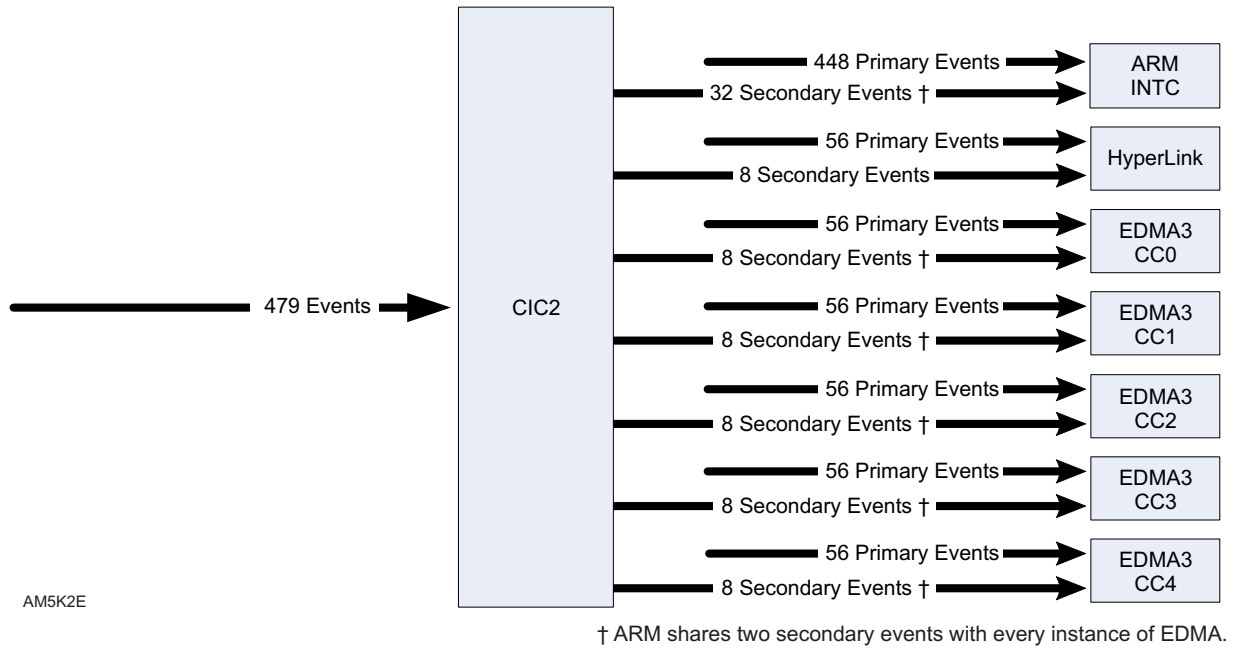 448 Primary Events
ARM
INTC
32 Secondary Events †
56 Primary Events
HyperLink
8 Secondary Events
56 Primary Events
EDMA3
CC0
8 Secondary Events †
479 Events
CIC2
56 Primary Events
EDMA3
CC1
8 Secondary Events †
56 Primary Events
EDMA3
CC2
8 Secondary Events †
56 Primary Events
EDMA3
CC3
8 Secondary Events †
56 Primary Events
EDMA3
CC4
8 Secondary Events †
AM5K2E
† ARM shares two secondary events with every instance of EDMA.